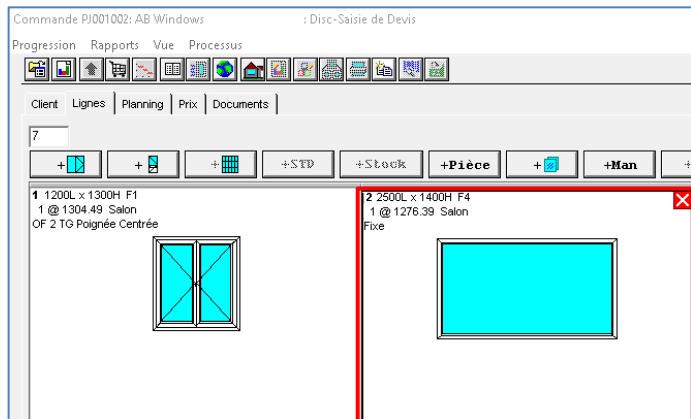 Commande PJ001002: AB Windows : Disc-Saisie de Devis
Progression Rapports Vue Processus
Client Lignes Planning Prix Documents
7
+ + + +STD +Stock +Pièce + +Man +
1 1200L x 1300H F1
1 @ 1304.49 Salon
OF 2 TG Poignée Centrée
2 2500L x 1400H F4
1 @ 1276.39 Salon
Fixe